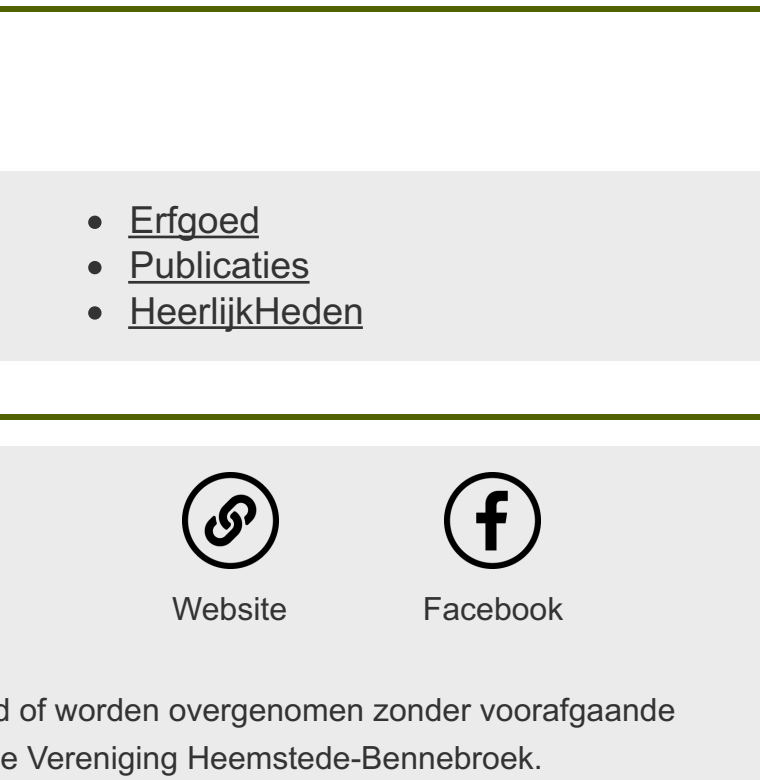 Erfgoed
Publicaties
HeerlijkHeden
Website Facebook
of worden overgenomen zonder voorafgaande
Vereniging Heemstede-Bennebroek.